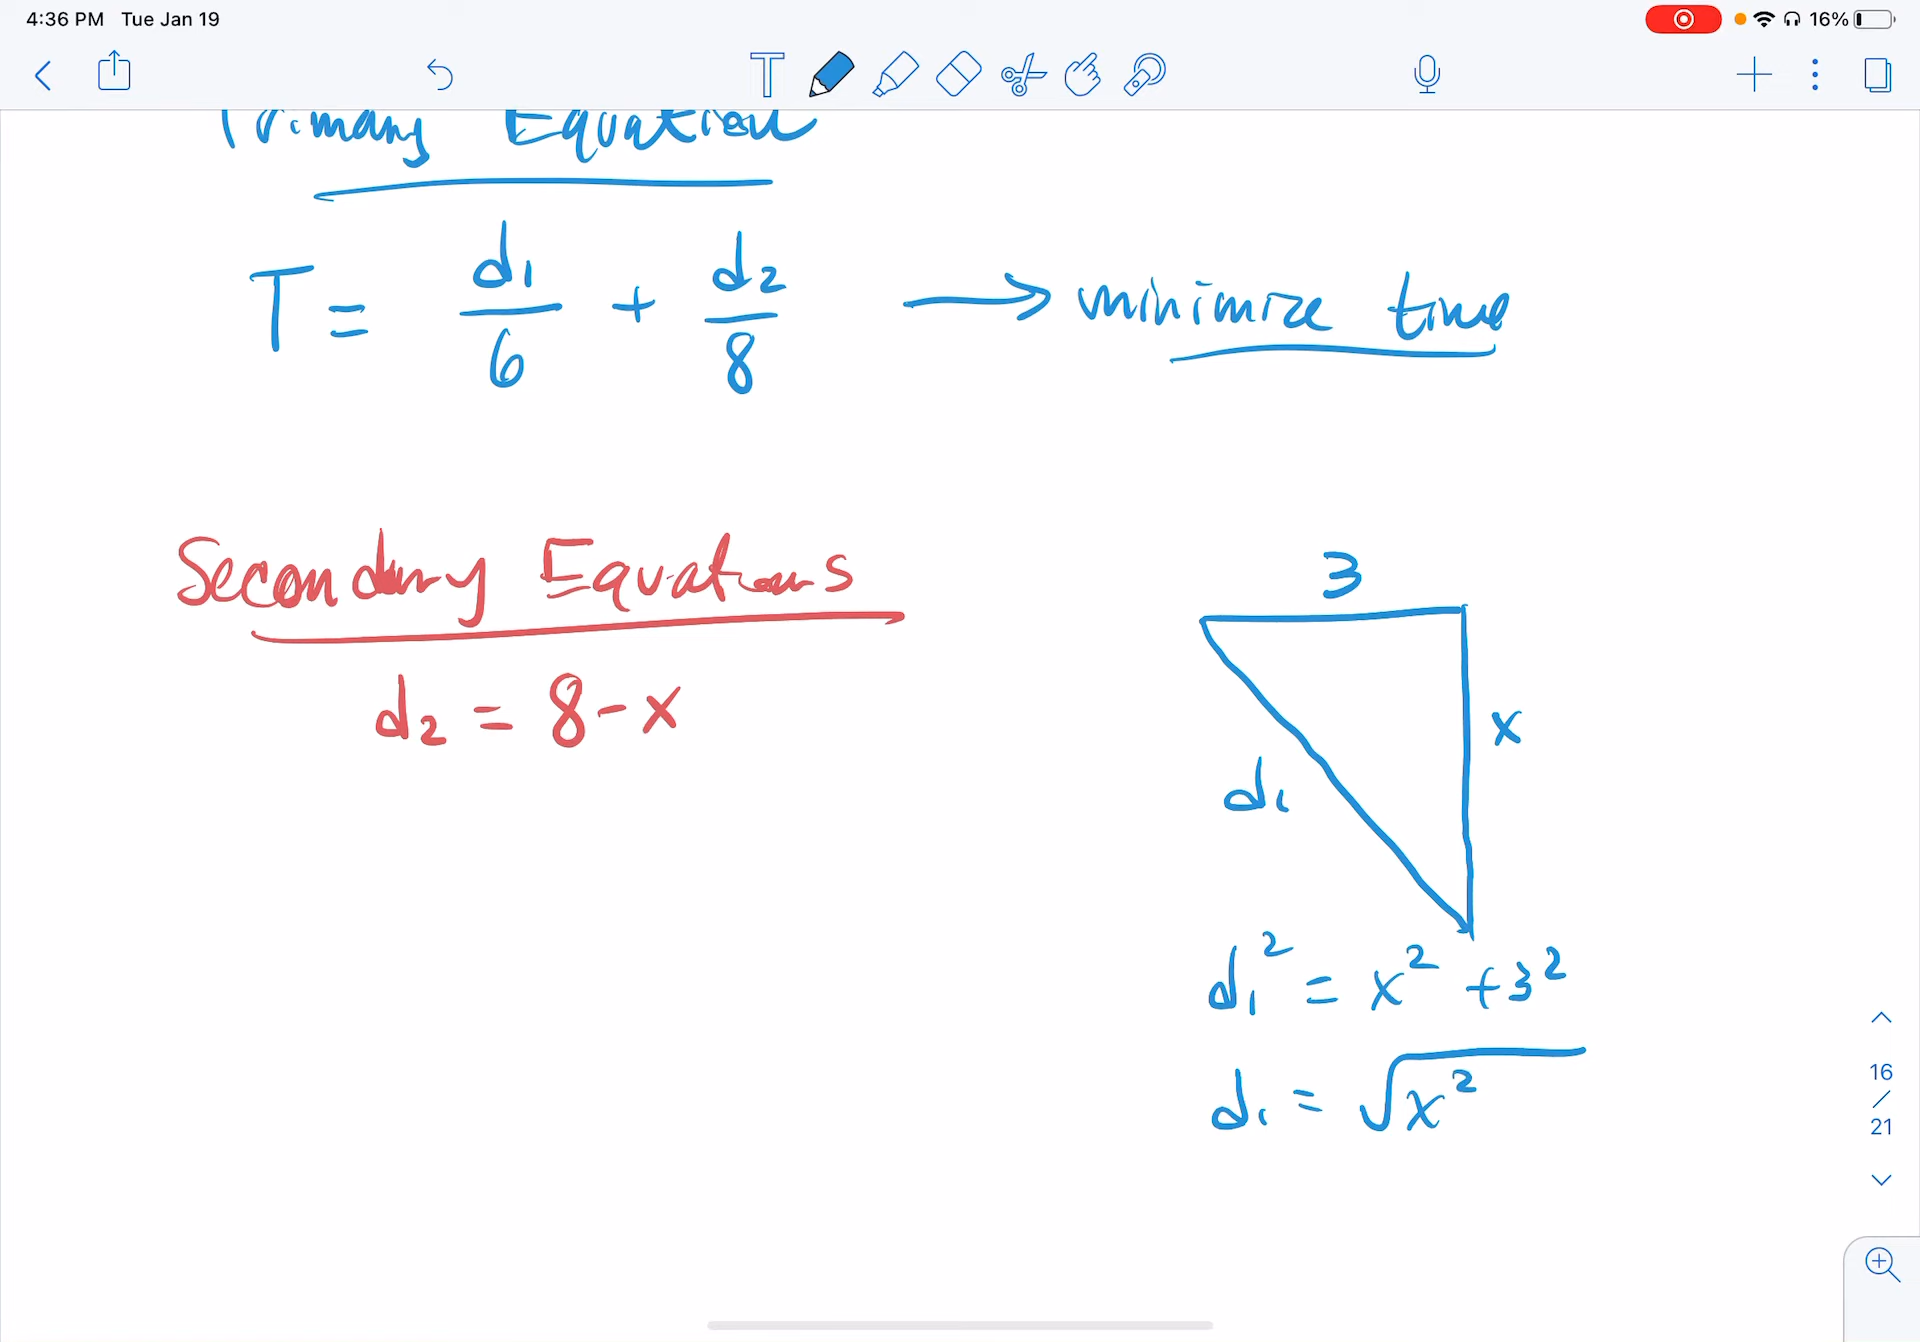 4:36 PM Tue Jan 19
16%
Primary Equation
T = d₁/6 + d₂/8 → minimize time
Secondary Equations
d₂ = 8 - x
3
x
d₁
d₁² = x² + 3²
d₁ = √x²
16
/
21